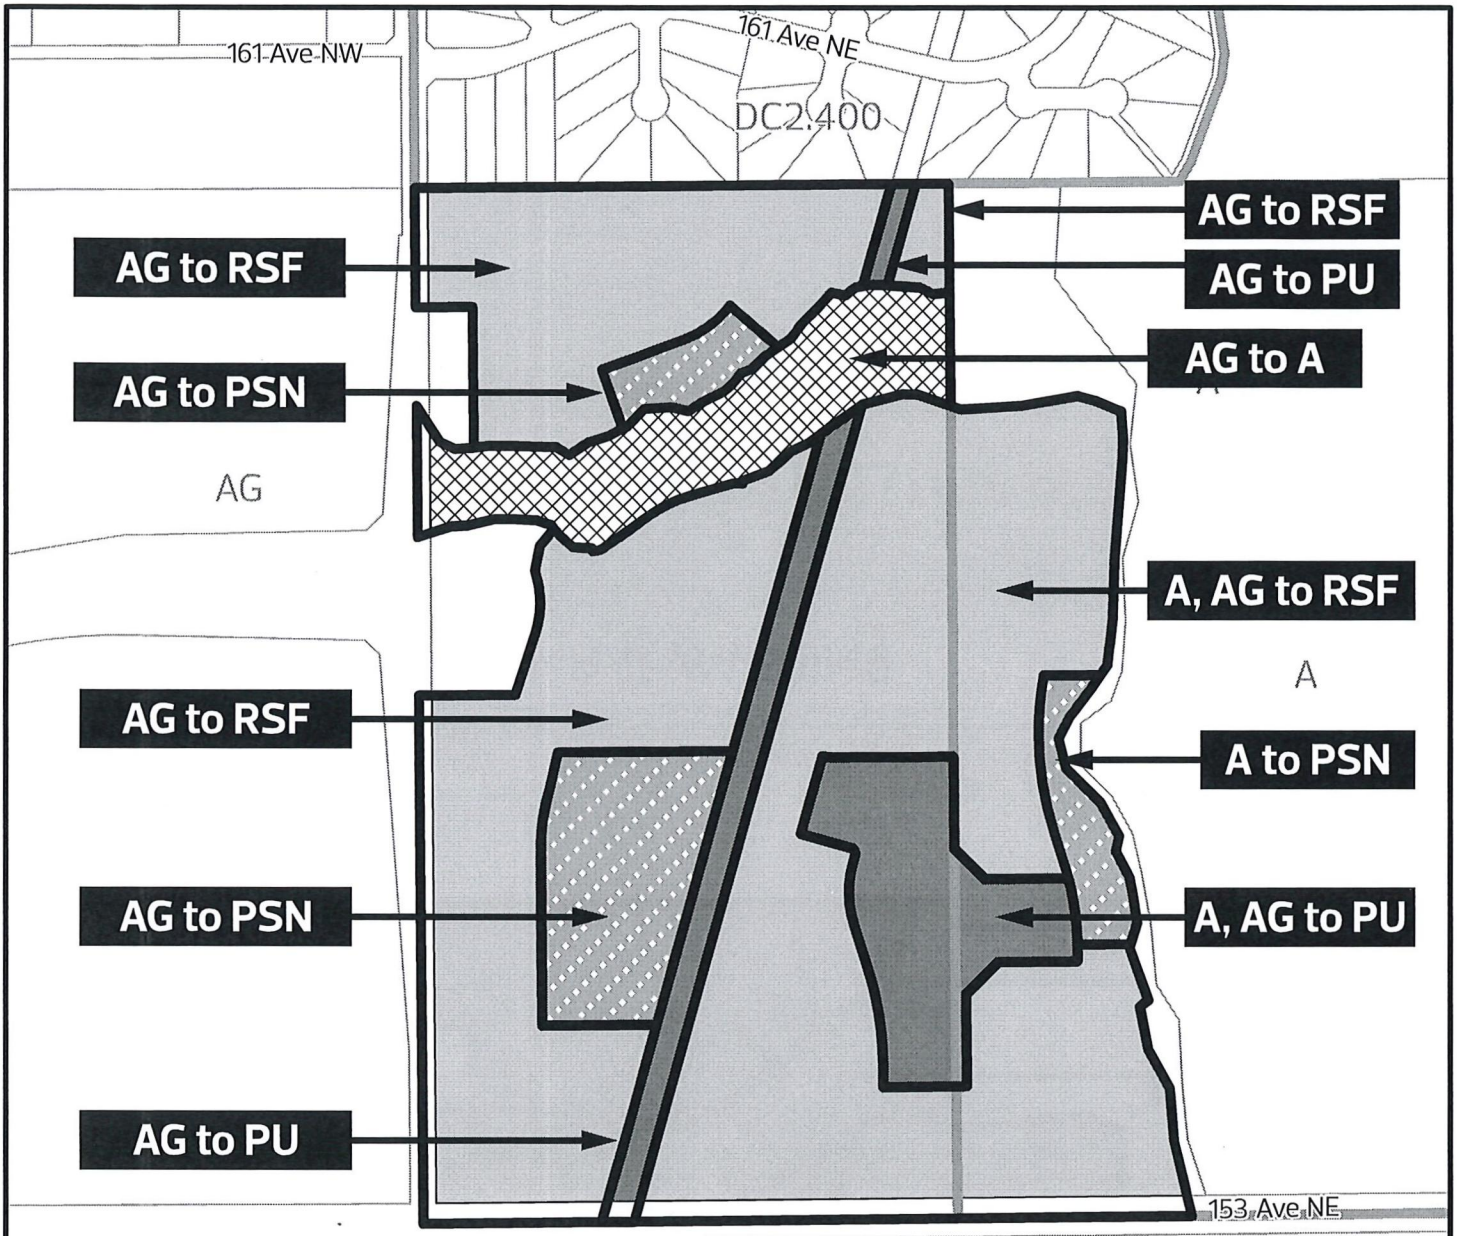 161 Ave NW
161 Ave NE
DC2.400
AG to RSF
AG to RSF
AG to PU
AG to A
A
AG to PSN
AG
A, AG to RSF
A
AG to RSF
A to PSN
AG to PSN
A, AG to PU
AG to PU
153 Ave NE